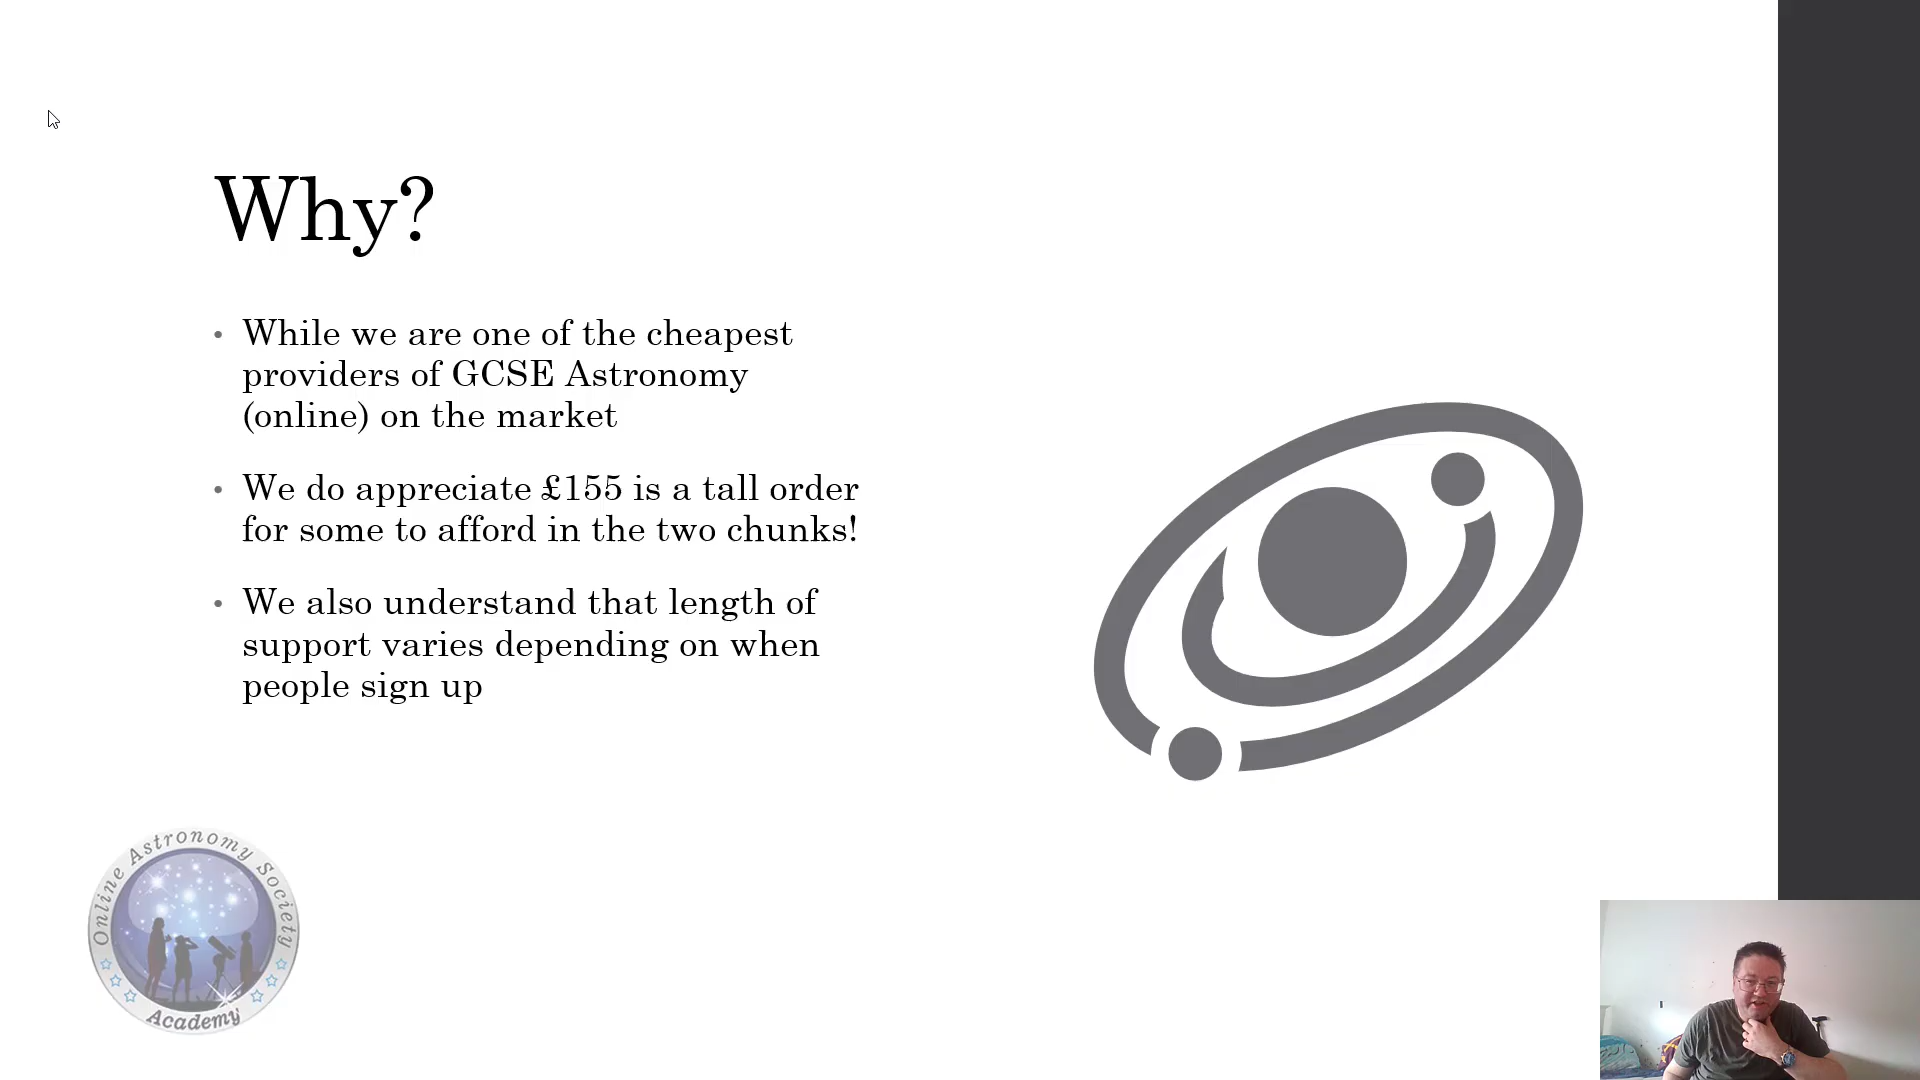 Why?
• While we are one of the cheapest
providers of GCSE Astronomy
(online) on the market
• We do appreciate £155 is a tall order
for some to afford in the two chunks!
• We also understand that length of
support varies depending on when
people sign up
Online Astronomy Society
Academy